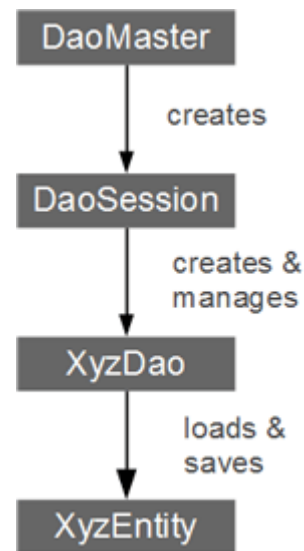 DaoMaster
creates
DaoSession
creates &
manages
XyzDao
loads &
saves
XyzEntity